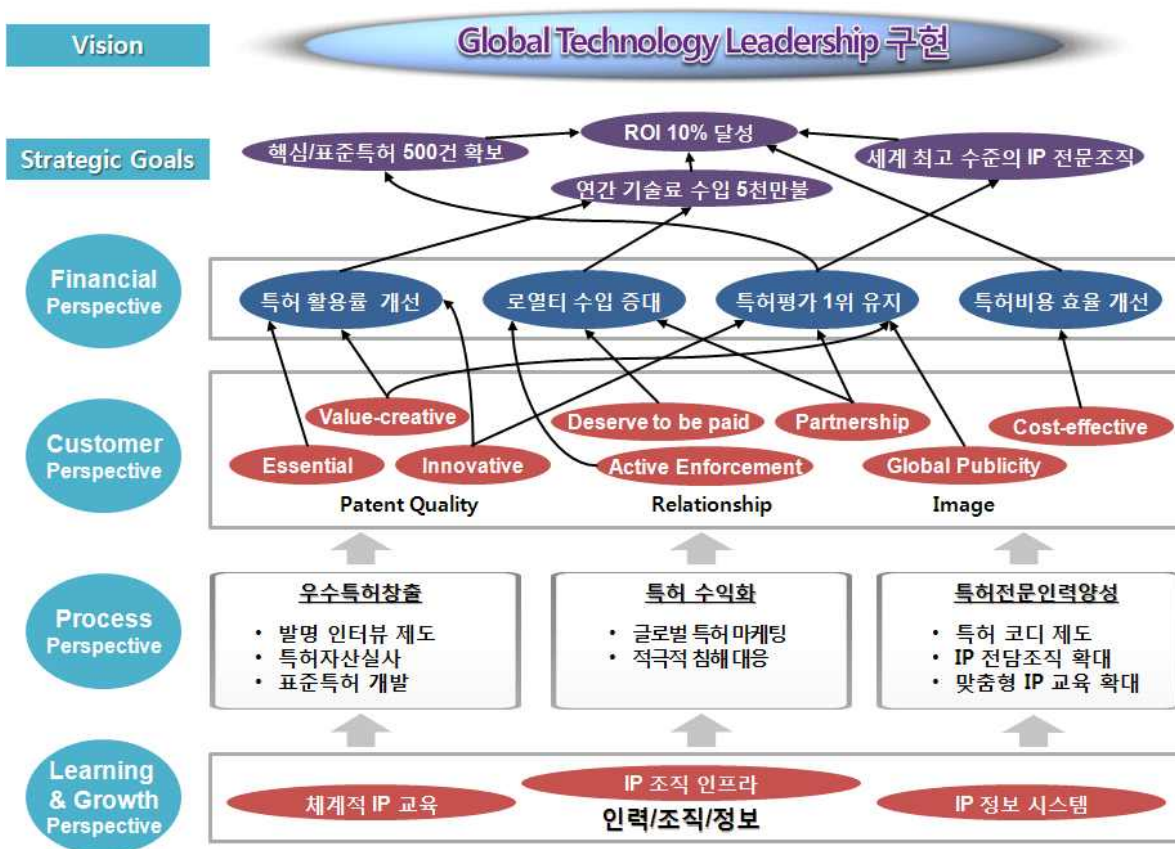 Vision
Global Technology Leadership 구현
Strategic Goals
ROI 10% 달성
핵심/표준특허 500건 확보
세계 최고 수준의 IP 전문조직
연간 기술료 수입 5천만불
Financial
Perspective
특허 활용률 개선
로열티 수입 증대
특허평가 1위 유지
특허비용 효율 개선
Customer
Perspective
Value-creative
Deserve to be paid
Partnership
Cost-effective
Essential
Innovative
Active Enforcement
Global Publicity
Patent Quality
Relationship
Image
Process
Perspective
우수특허창출
• 발명 인터뷰 제도
• 특허자산실사
• 표준특허 개발
특허 수익화
• 글로벌 특허 마케팅
• 적극적 침해 대응
특허전문인력양성
• 특허 코디 제도
• IP 전담조직 확대
• 맞춤형 IP 교육 확대
Learning
& Growth
Perspective
체계적 IP 교육
IP 조직 인프라
IP 정보 시스템
인력/조직/정보